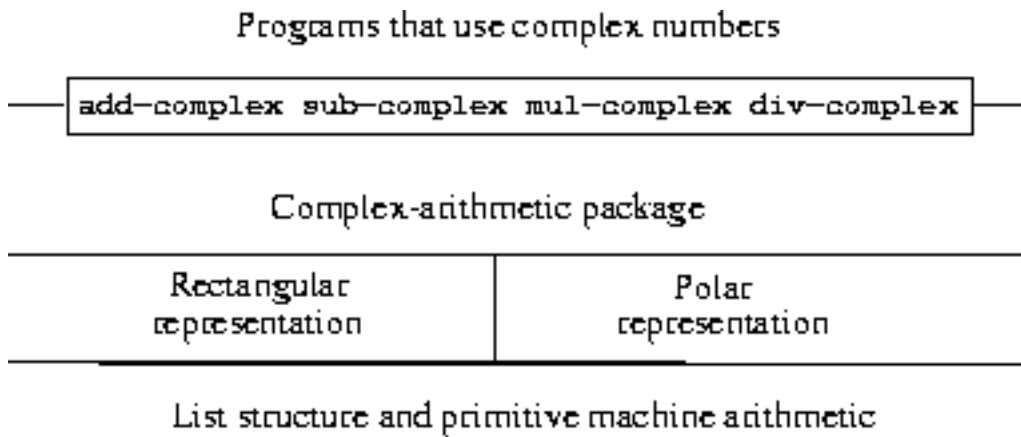 Programs that use complex numbers
add-complex sub-complex mul-complex div-complex
Complex-arithmetic package
Rectangular
representation
Polar
representation
List structure and primitive machine arithmetic